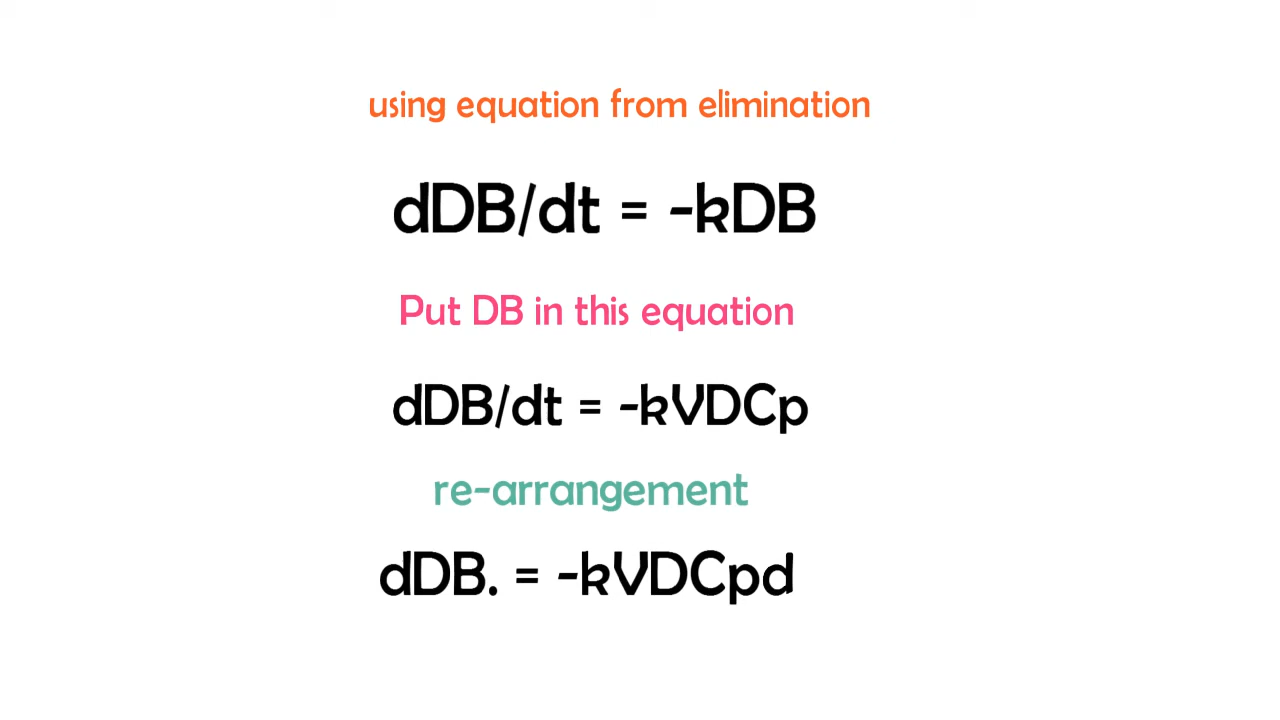 using equation from elimination
dDB/dt = -kDB
Put DB in this equation
dDB/dt = -kVDCp
re-arrangement
dDB. = -kVDCpd